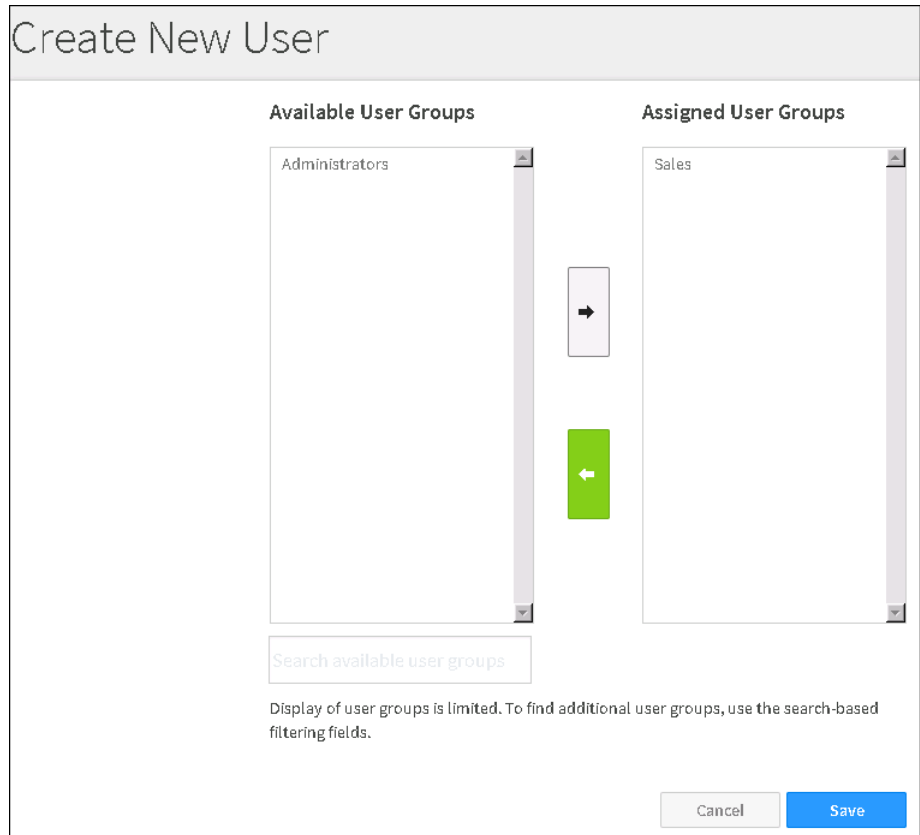 Create New User
Available User Groups
Assigned User Groups
Administrators
Sales
Search available user groups
Display of user groups is limited. To find additional user groups, use the search-based
filtering fields.
Cancel
Save